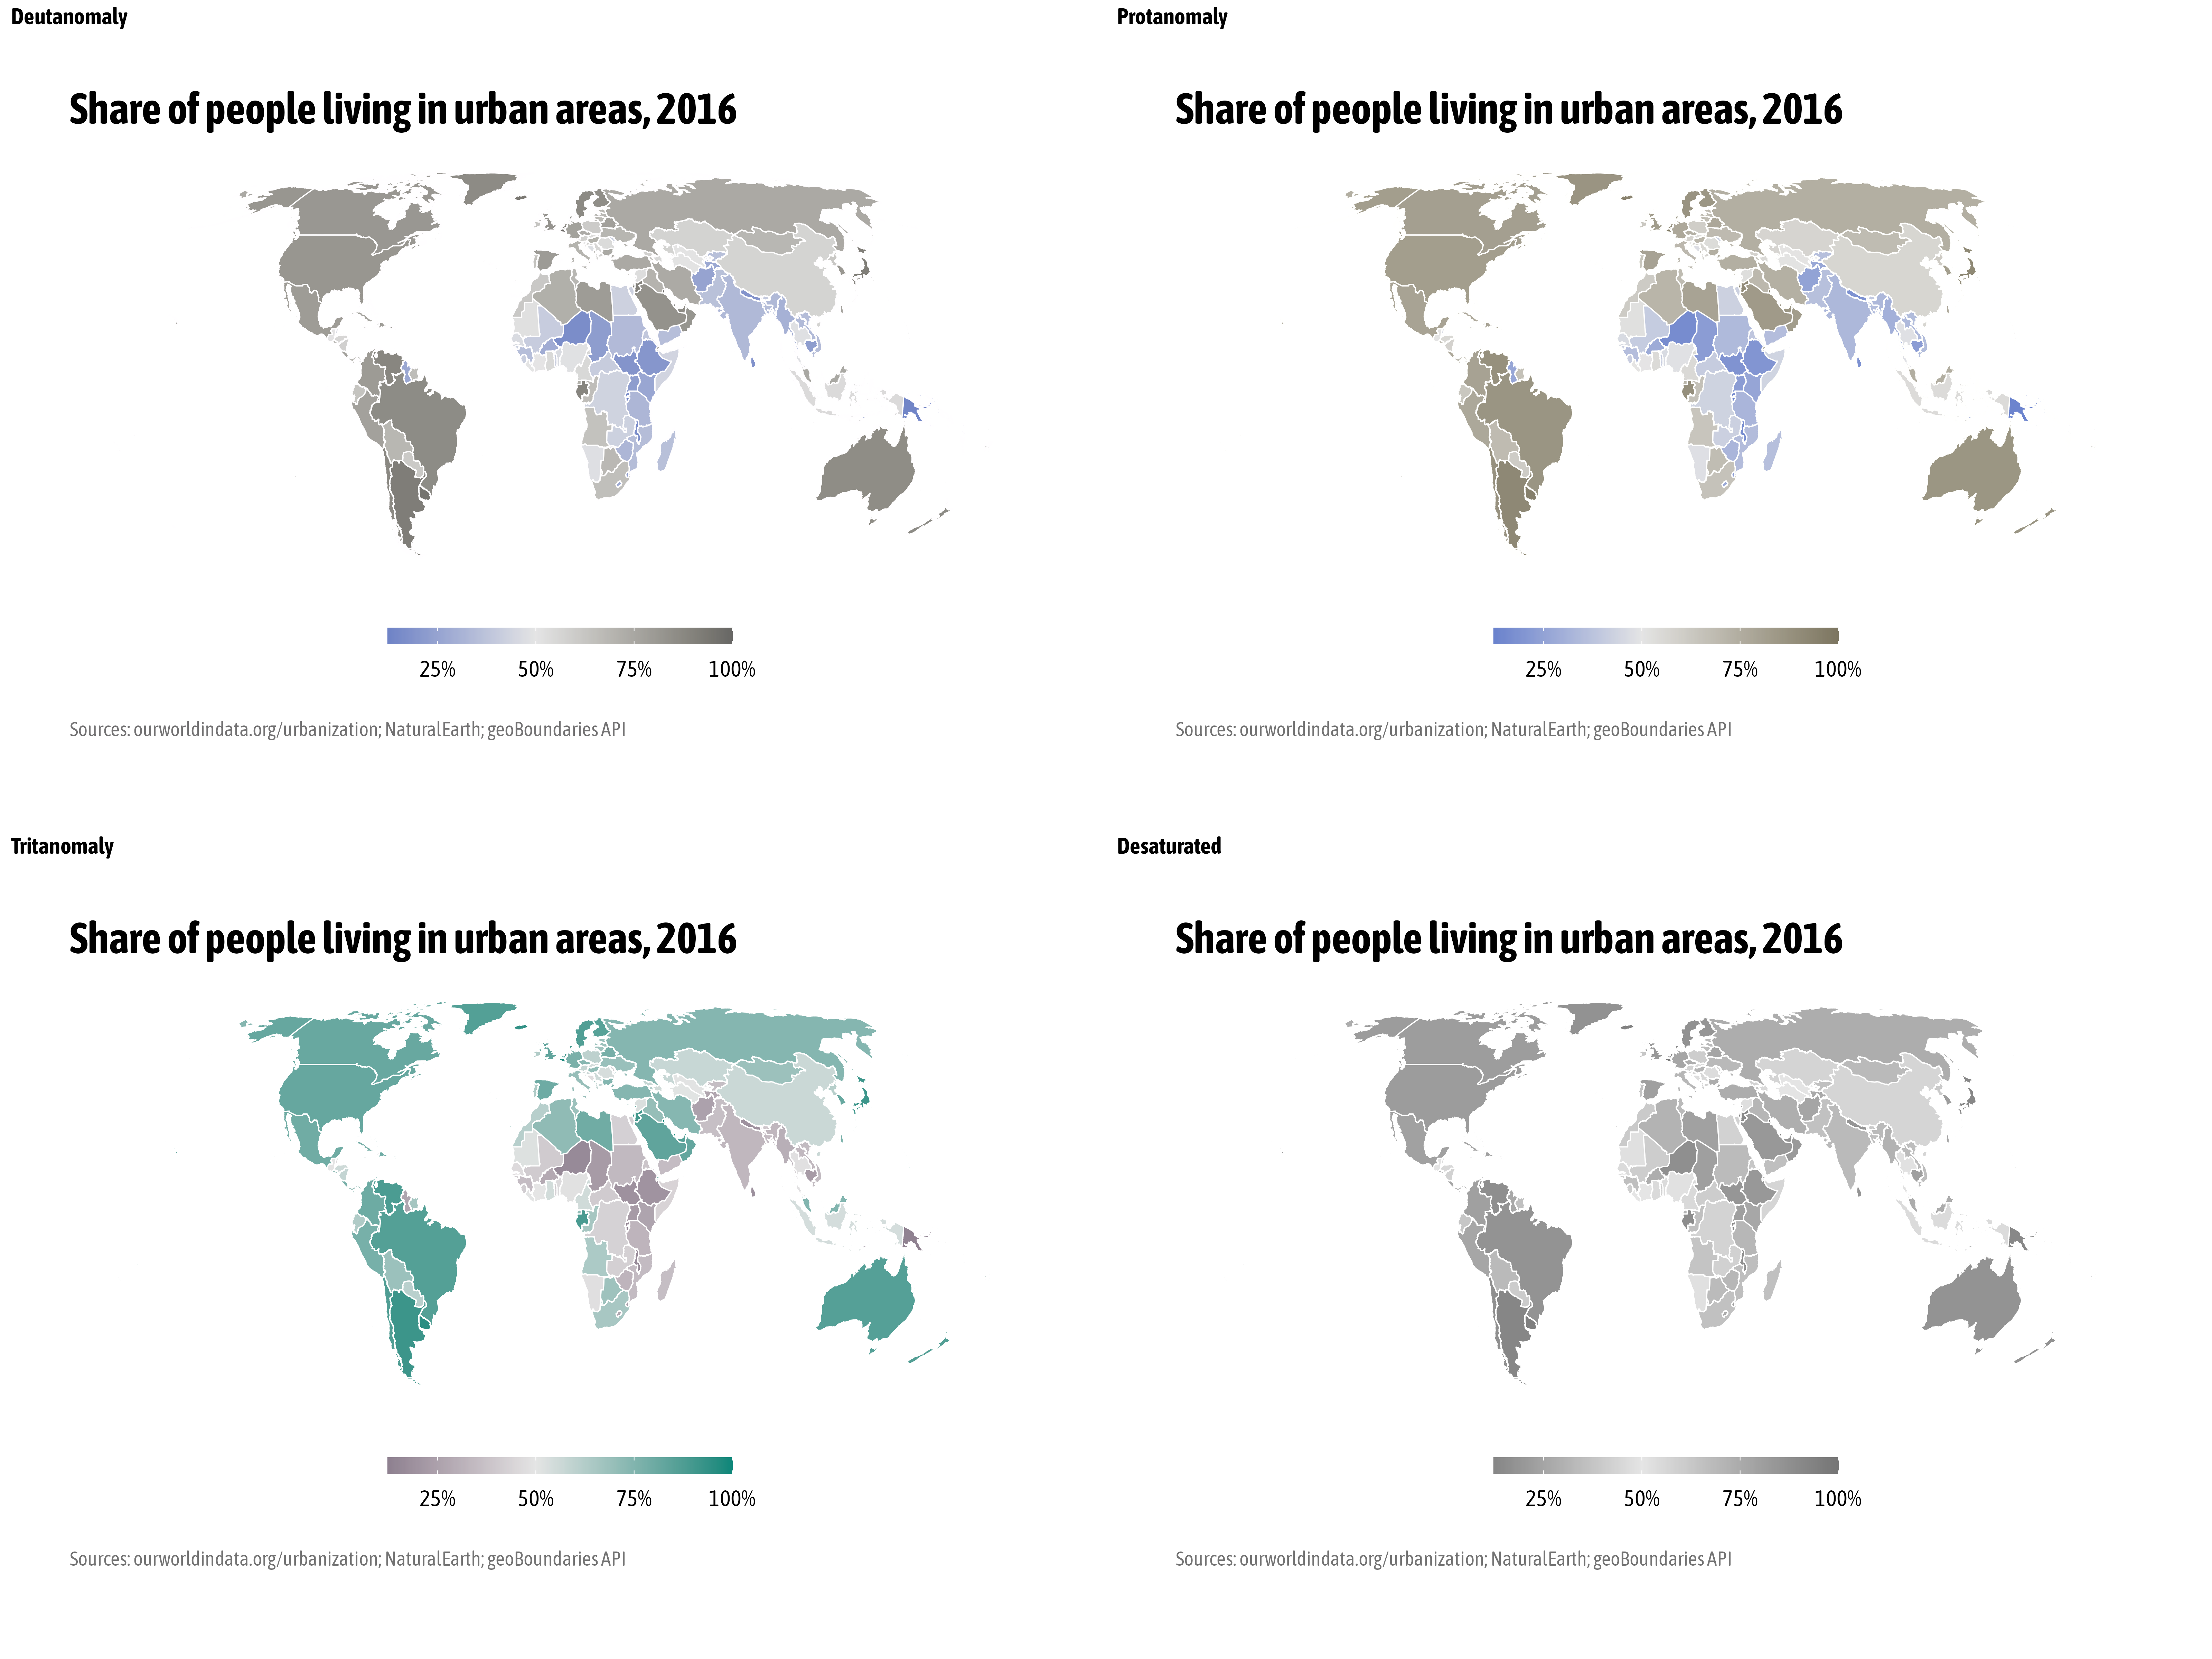 Deutanomaly
Share of people living in urban areas, 2016
25% 50% 75% 100%
Sources: ourworldindata.org/urbanization; NaturalEarth; geoBoundaries API
Protanomaly
Share of people living in urban areas, 2016
25% 50% 75% 100%
Sources: ourworldindata.org/urbanization; NaturalEarth; geoBoundaries API
Tritanomaly
Share of people living in urban areas, 2016
25% 50% 75% 100%
Sources: ourworldindata.org/urbanization; NaturalEarth; geoBoundaries API
Desaturated
Share of people living in urban areas, 2016
25% 50% 75% 100%
Sources: ourworldindata.org/urbanization; NaturalEarth; geoBoundaries API